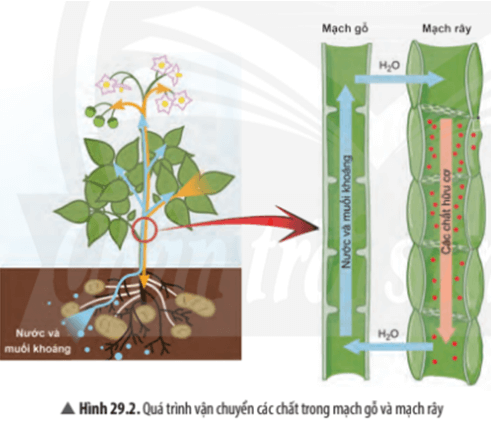 Mạch gỗ
Mạch rây
H2O
Nước và muối khoáng
Các chất hữu cơ
H2O
Nước và
muối khoáng
▲ Hình 29.2. Quá trình vận chuyển các chất trong mạch gỗ và mạch rây